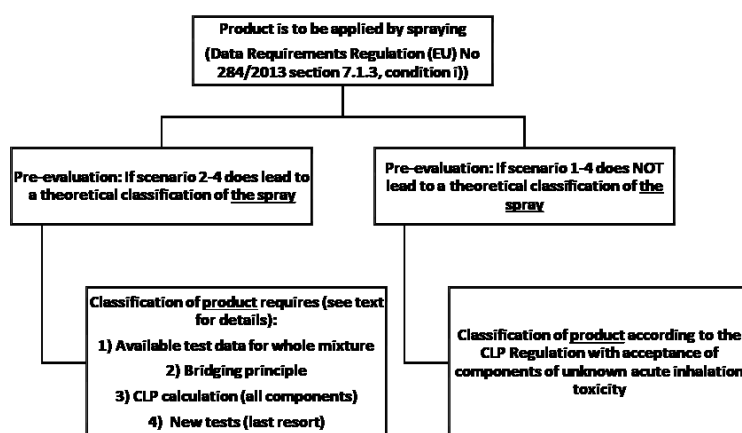 Product is to be applied by spraying
(Data Requirements Regulation (EU) No
284/2013 section 7.1.3, condition i))
Pre-evaluation: If scenario 2-4 does lead to
a theoretical classification of the spray
Pre-evaluation: If scenario 1-4 does NOT
lead to a theoretical classification of the
spray
Classification of product requires (see text
for details):
1) Available test data for whole mixture
2) Bridging principle
3) CLP calculation (all components)
4) New tests (last resort)
Classification of product according to the
CLP Regulation with acceptance of
components of unknown acute inhalation
toxicity